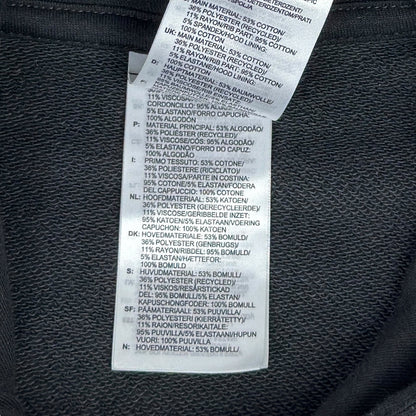 MAIN MATERIAL: 53% COTTON/
36% POLYESTER (RECYCLED)/
11% RAYON/RIB PART: 95% COTTON/
5% SPANDEX/HOOD LINING:
100% COTTON
UK: MAIN MATERIAL: 53% COTTON/
36% POLYESTER (RECYCLED)/
11% RAYON/RIB PART: 95% COTTON/
5% ELASTANE/HOOD LINING:
100% COTTON
D:
11% VISCOSA/
CORDONCILLO: 95% ALGODÓN/
5% ELASTANO/FORRO CAPUCHA:
100% ALGODÓN
P: MATERIAL PRINCIPAL: 53% ALGODÃO/
36% POLIÉSTER (RECYCLED)/
11% VISCOSE/CÓS: 95% ALGODÃO/
5% ELASTANO/FORRO DO CAPUZ:
100% ALGODÃO
I: PRIMO TESSUTO: 53% COTONE/
36% POLIESTERE (RICICLATO)/
11% VISCOSA/PARTE IN COSTINA:
95% COTONE/5% ELASTAN/FODERA
DEL CAPPUCCIO: 100% COTONE
NL: HOOFDMATERIAAL: 53% KATOEN/
36% POLYESTER (GERECYCLEERDE)/
11% VISCOSE/GERIBBELDE INZET:
95% KATOEN/5% ELASTAAN/VOERING
CAPUCHON: 100% KATOEN
DK: HOVEDMATERIALE: 53% BOMULD/
36% POLYESTER (GENBRUGS)/
11% RAYON/RIBDEL: 95% BOMULD/
5% ELASTAN/HÆTTEFOR:
100% BOMULD
S: HUVUDMATERIAL: 53% BOMULL/
36% POLYESTER (RECYCLED)/
11% VISKOS/RESÅRSTICKAD
DEL: 95% BOMULL/5% ELASTAN/
KAPUSCHONGFODER: 100% BOMULL
SF: PÄÄMATERIAALI: 53% PUUVILLA/
36% POLYESTERI (KIERRÄTETTY)/
11% RAION/RESORIKAITALE:
95% PUUVILLA/5% ELASTAANI/HUPUN
VUORI: 100% PUUVILLA
N: HOVEDMATERIAL: 53% BOMULL/